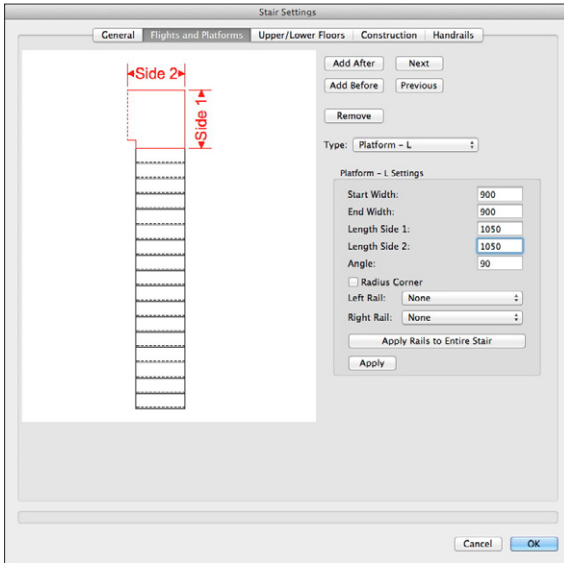 Stair Settings
General Flights and Platforms Upper/Lower Floors Construction Handrails
Side 2
Side 1
Add After Next
Add Before Previous
Remove
Type: Platform - L
Platform - L Settings
Start Width: 900
End Width: 900
Length Side 1: 1050
Length Side 2: 1050
Angle: 90
Radius Corner
Left Rail: None
Right Rail: None
Apply Rails to Entire Stair
Apply
Cancel OK